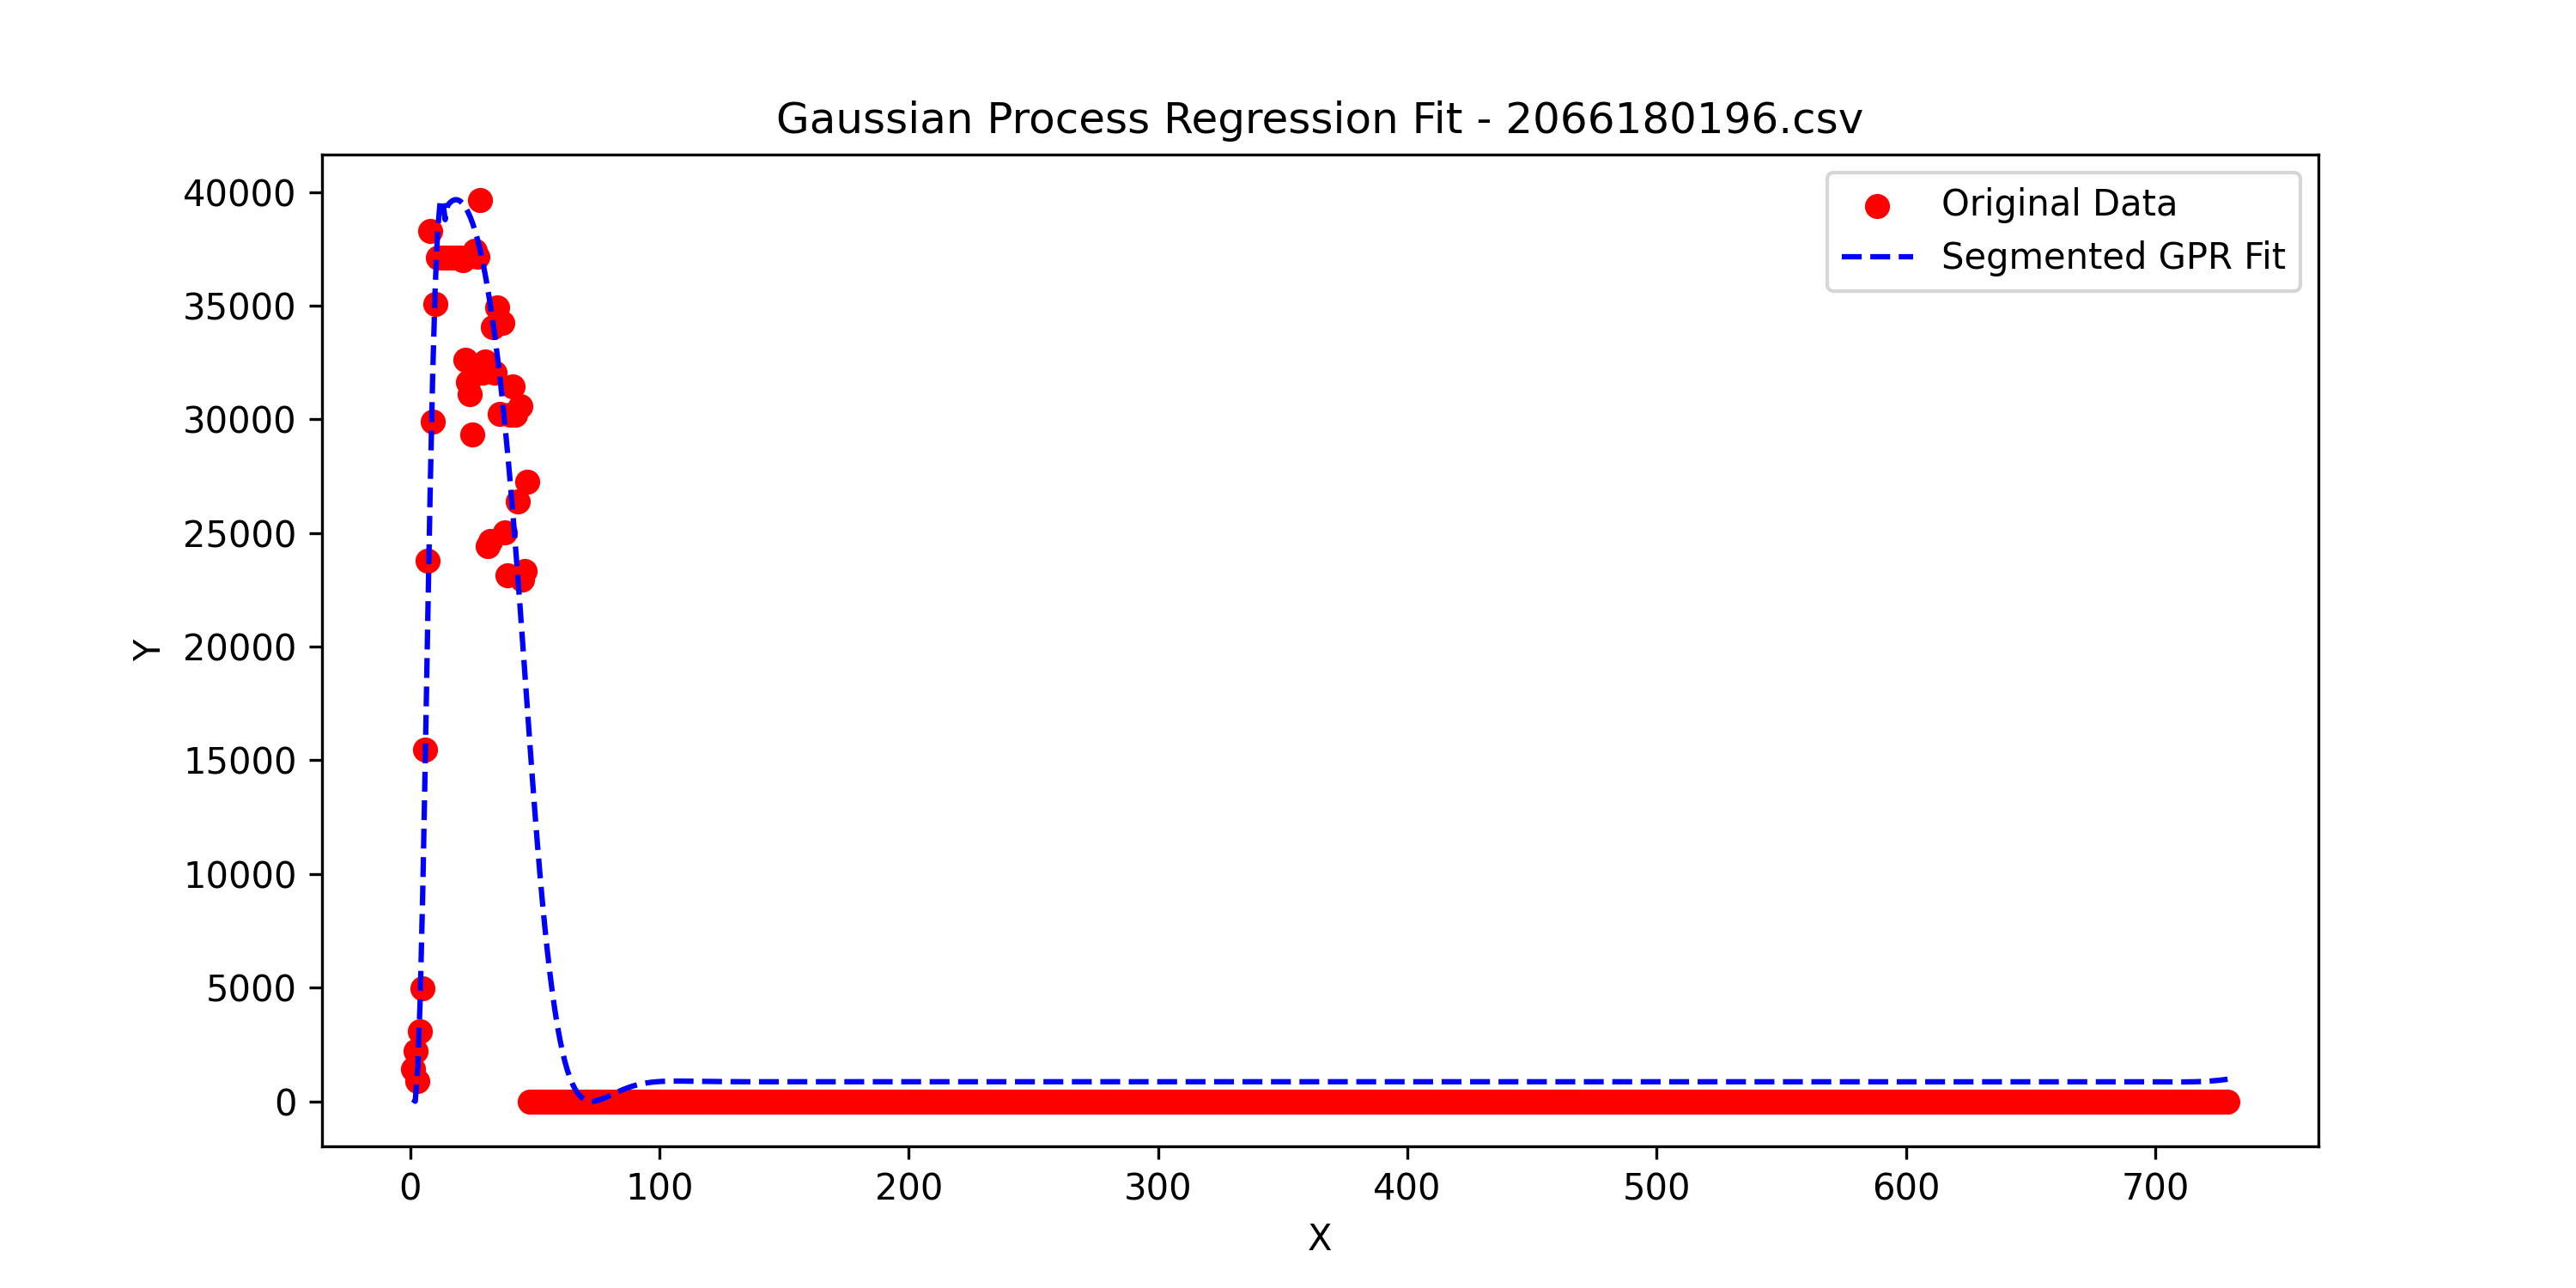 Gaussian Process Regression Fit - 2066180196.csv
Original Data
Segmented GPR Fit
Y
40000
35000
30000
25000
20000
15000
10000
5000
0
0 100 200 300 400 500 600 700
X